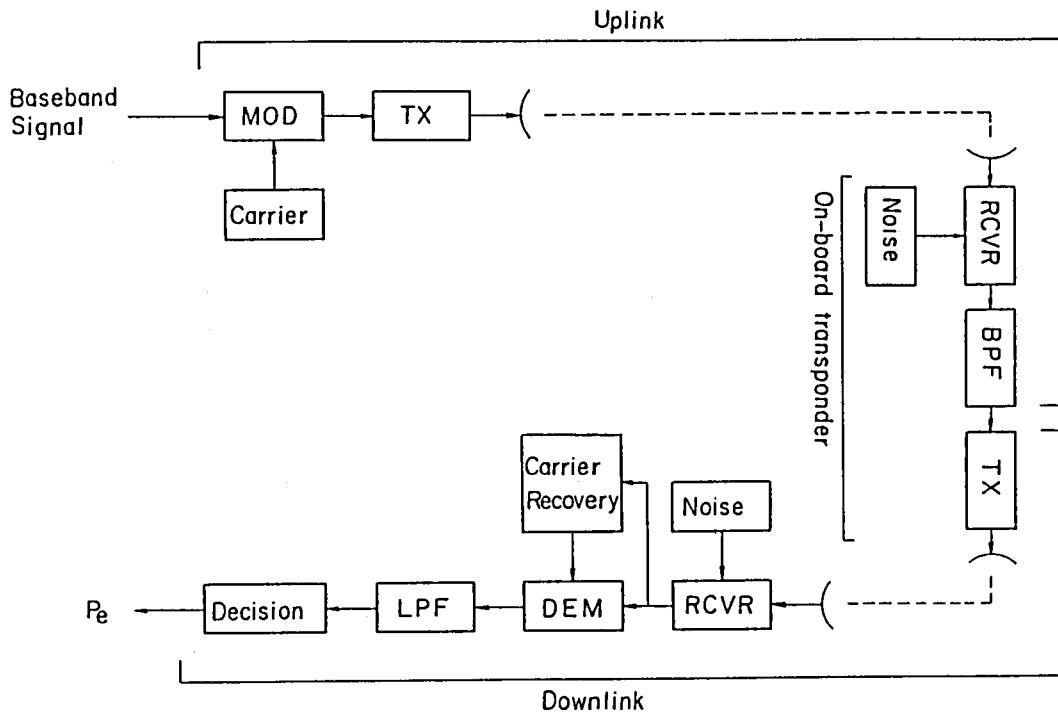 Uplink
Baseband
Signal
MOD
TX
Carrier
On-board transponder
Noise
RCVR
BPF
TX
Carrier
Recovery
Noise
Pe
Decision
LPF
DEM
RCVR
Downlink